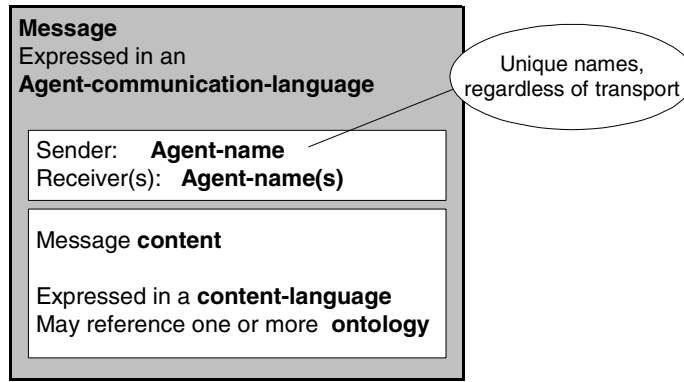 Message
Expressed in an
Agent-communication-language
Unique names,
regardless of transport
Sender: Agent-name
Receiver(s): Agent-name(s)
Message content
Expressed in a content-language
May reference one or more ontology